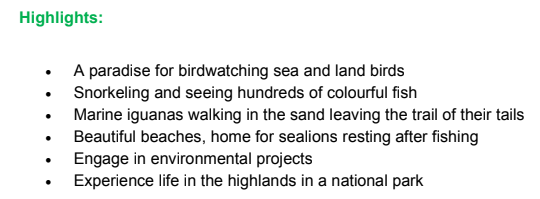 Highlights:
• A paradise for birdwatching sea and land birds
• Snorkeling and seeing hundreds of colourful fish
• Marine iguanas walking in the sand leaving the trail of their tails
• Beautiful beaches, home for sealions resting after fishing
• Engage in environmental projects
• Experience life in the highlands in a national park